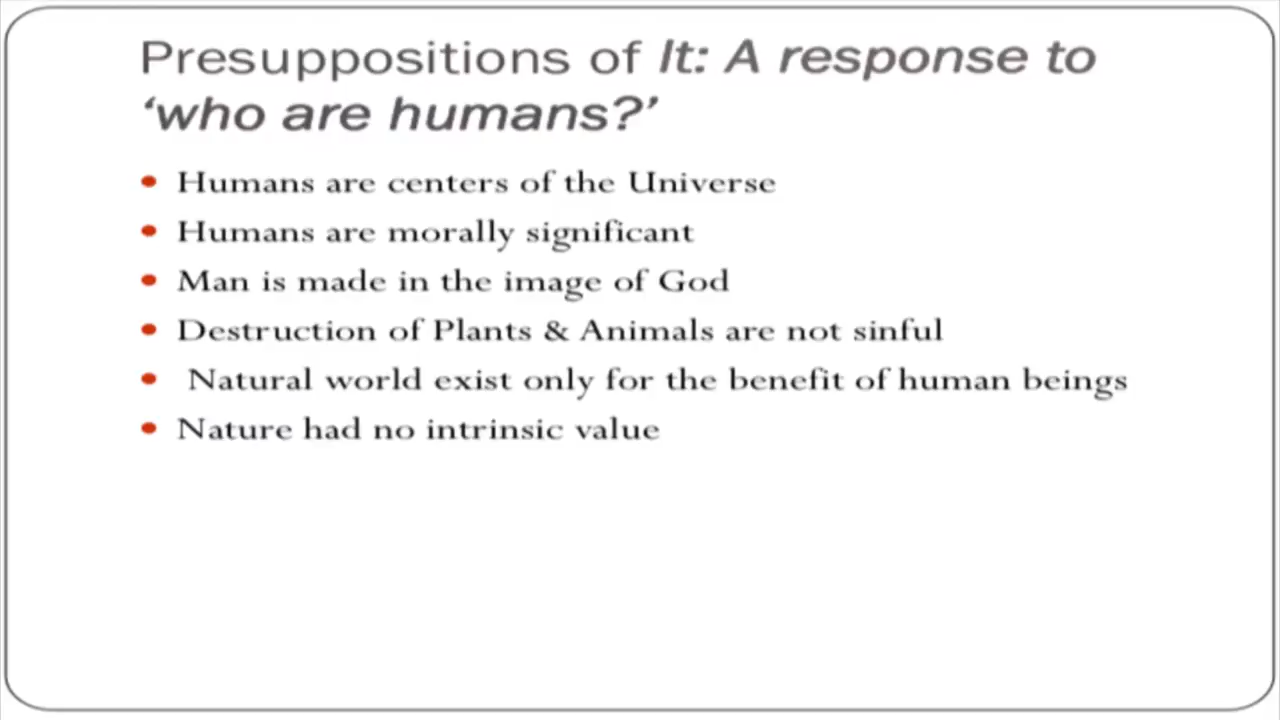 Presuppositions of It: A response to
‘who are humans?’
• Humans are centers of the Universe
• Humans are morally significant
• Man is made in the image of God
• Destruction of Plants & Animals are not sinful
• Natural world exist only for the benefit of human beings
• Nature had no intrinsic value